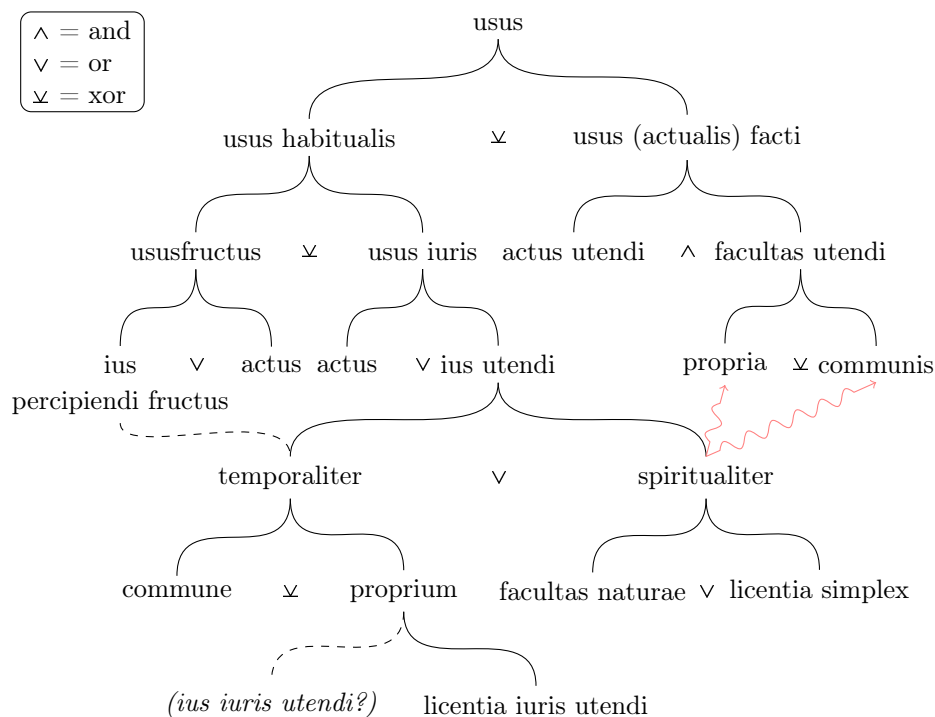 ∧ = and
∨ = or
⊻ = xor
usus
usus habitualis ⊻ usus (actualis) facti
ususfructus ⊻ usus iuris actus utendi ∧ facultas utendi
ius ∨ actus actus ∨ ius utendi propria ⊻ communis
percipiendi fructus
temporaliter ∨ spiritualiter
commune ⊻ proprium facultas naturae ∨ licentia simplex
(ius iuris utendi?) licentia iuris utendi